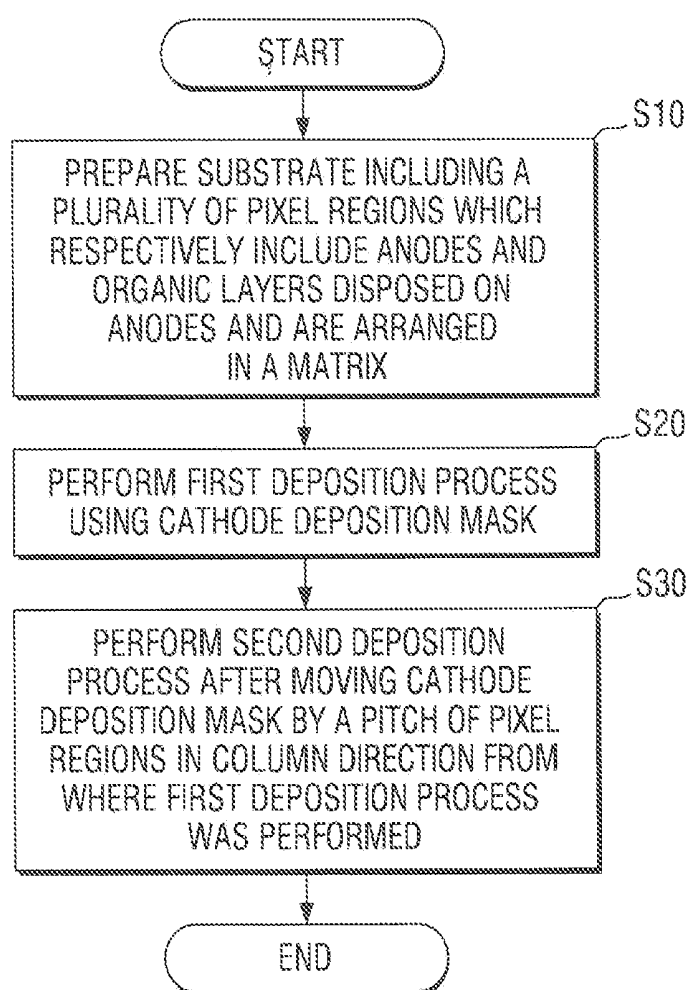 START
S10
PREPARE SUBSTRATE INCLUDING A
PLURALITY OF PIXEL REGIONS WHICH
RESPECTIVELY INCLUDE ANODES AND
ORGANIC LAYERS DISPOSED ON
ANODES AND ARE ARRANGED
IN A MATRIX
S20
PERFORM FIRST DEPOSITION PROCESS
USING CATHODE DEPOSITION MASK
S30
PERFORM SECOND DEPOSITION
PROCESS AFTER MOVING CATHODE
DEPOSITION MASK BY A PITCH OF PIXEL
REGIONS IN COLUMN DIRECTION FROM
WHERE FIRST DEPOSITION PROCESS
WAS PERFORMED
END